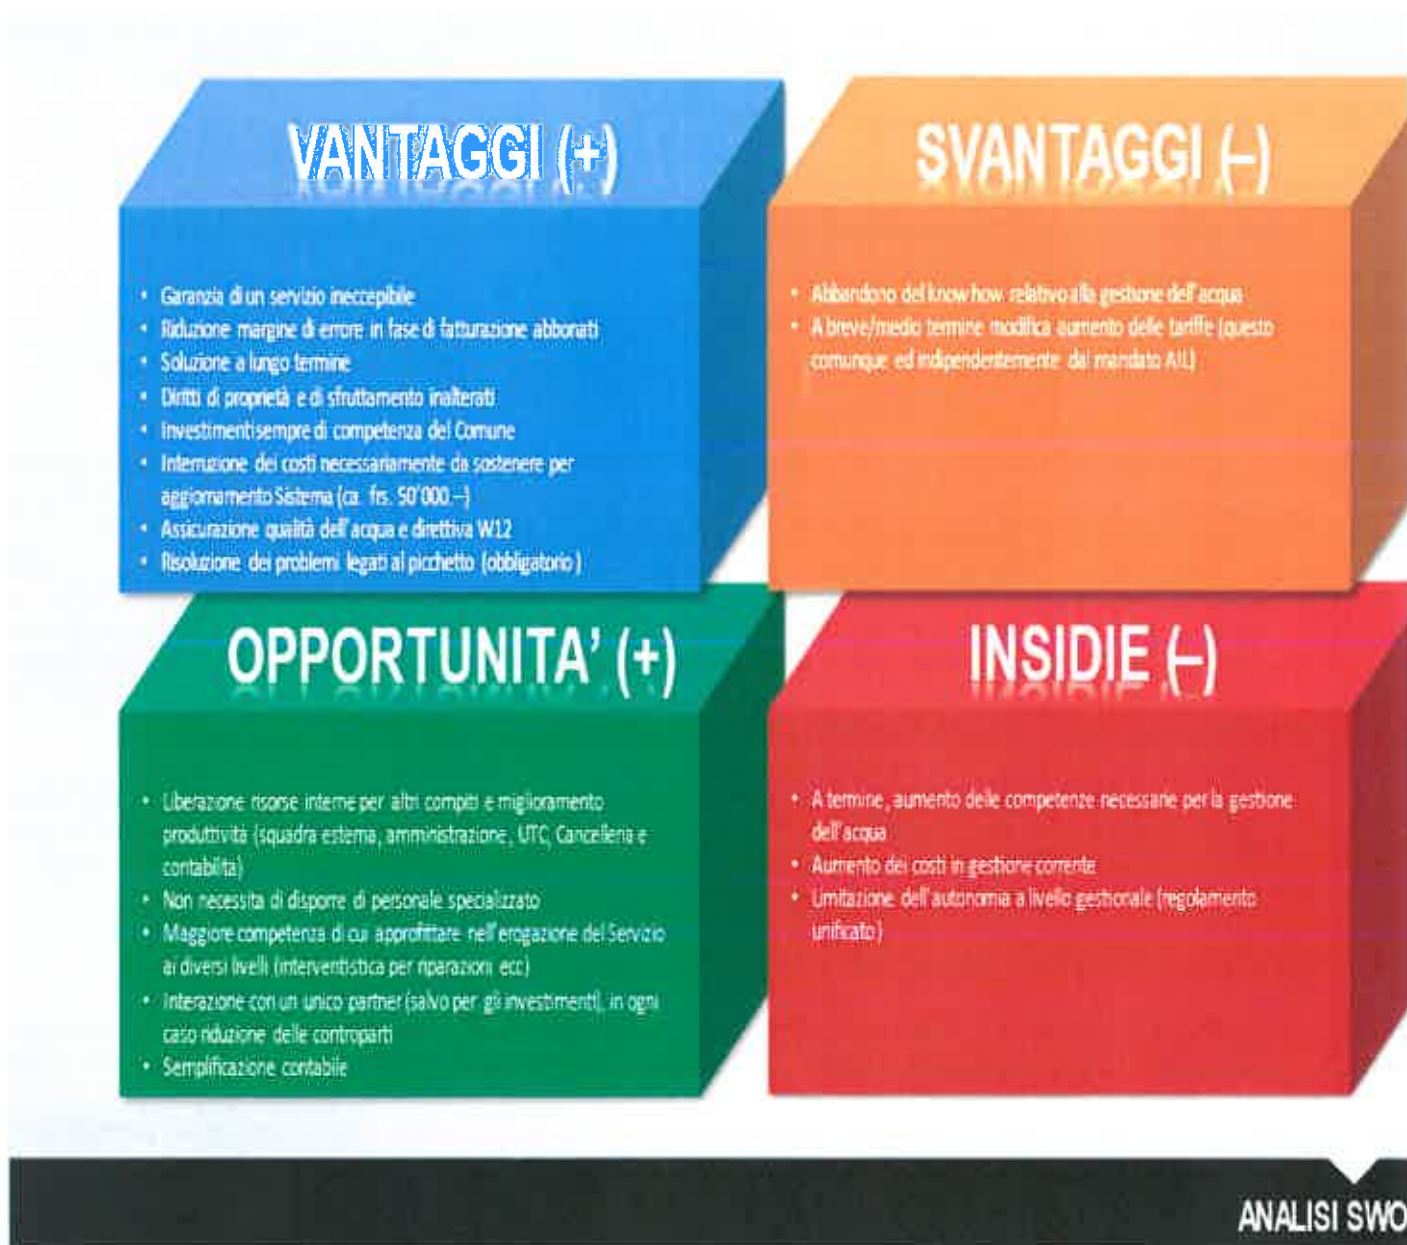 VANTAGGI (+)
• Garanzia di un servizio ineccepibile
• Riduzione margine di errore in fase di fatturazione abbonati
• Soluzione a lungo termine
• Diritti di proprietà e di sfruttamento inalterati
• Investimenti sempre di competenza del Comune
• Interruzione dei costi necessariamente da sostenere per
aggiornamento Sistema (ca. frs. 50'000.–)
• Assicurazione qualità dell'acqua e direttiva W12
• Risoluzione dei problemi legati al picchetto (obbligatorio)
SVANTAGGI (–)
• Abbandono del know how relativo alla gestione dell'acqua
• A breve/medio termine modifica aumento delle tariffe (questo
comunque ed indipendentemente dal mandato AIL)
OPPORTUNITA' (+)
• Liberazione risorse interne per altri compiti e miglioramento
produttività (squadra esterna, amministrazione, UTC, Cancelleria e
contabilità)
• Non necessita di disporre di personale specializzato
• Maggiore competenza di cui approfittare nell'erogazione del Servizio
ai diversi livelli (interventistica per riparazioni ecc)
• Interazione con un unico partner (salvo per gli investimenti), in ogni
caso riduzione delle controparti
• Semplificazione contabile
INSIDIE (–)
• A termine, aumento delle competenze necessarie per la gestione
dell'acqua
• Aumento dei costi in gestione corrente
• Limitazione dell'autonomia a livello gestionale (regolamento
unificato)
ANALISI SWO